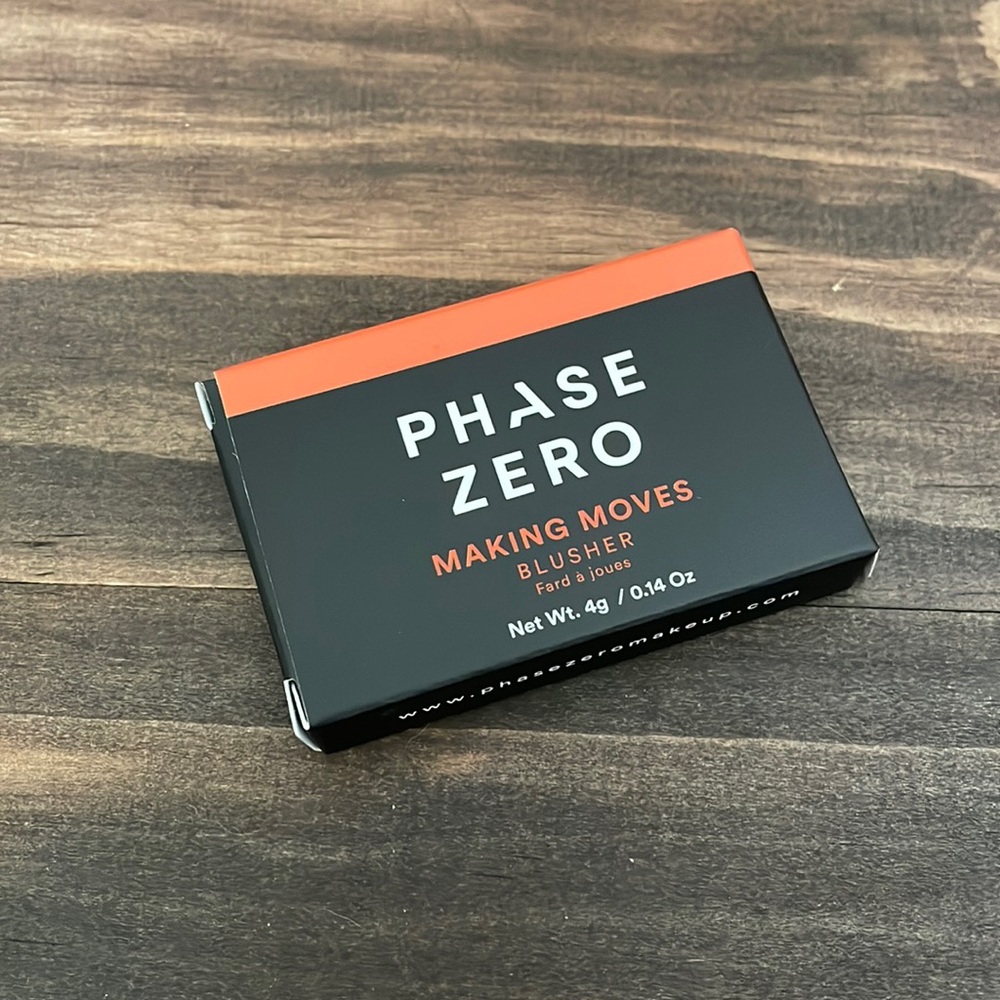 PHASE
ZERO
MAKING MOVES
BLUSHER
Fard à joues
Net Wt. 4g / 0.14 Oz
www.phasezeromakeup.com